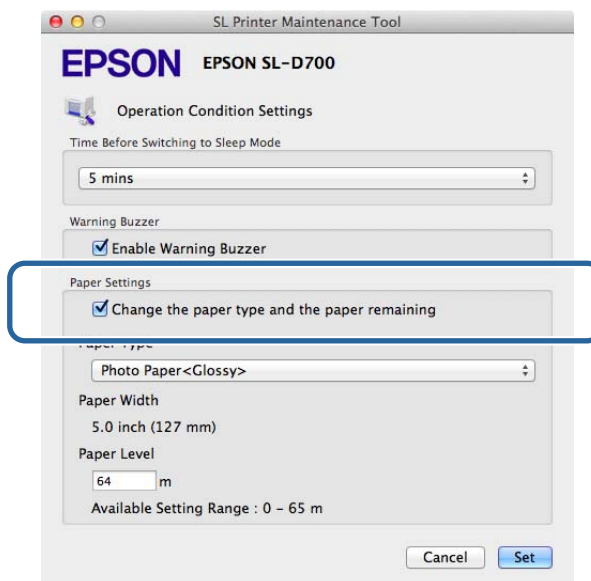 SL Printer Maintenance Tool
EPSON EPSON SL-D700
Operation Condition Settings
Time Before Switching to Sleep Mode
5 mins
Warning Buzzer
Enable Warning Buzzer
Paper Settings
Change the paper type and the paper remaining
Paper Type
Photo Paper<Glossy>
Paper Width
5.0 inch (127 mm)
Paper Level
64 m
Available Setting Range : 0 – 65 m
Cancel Set